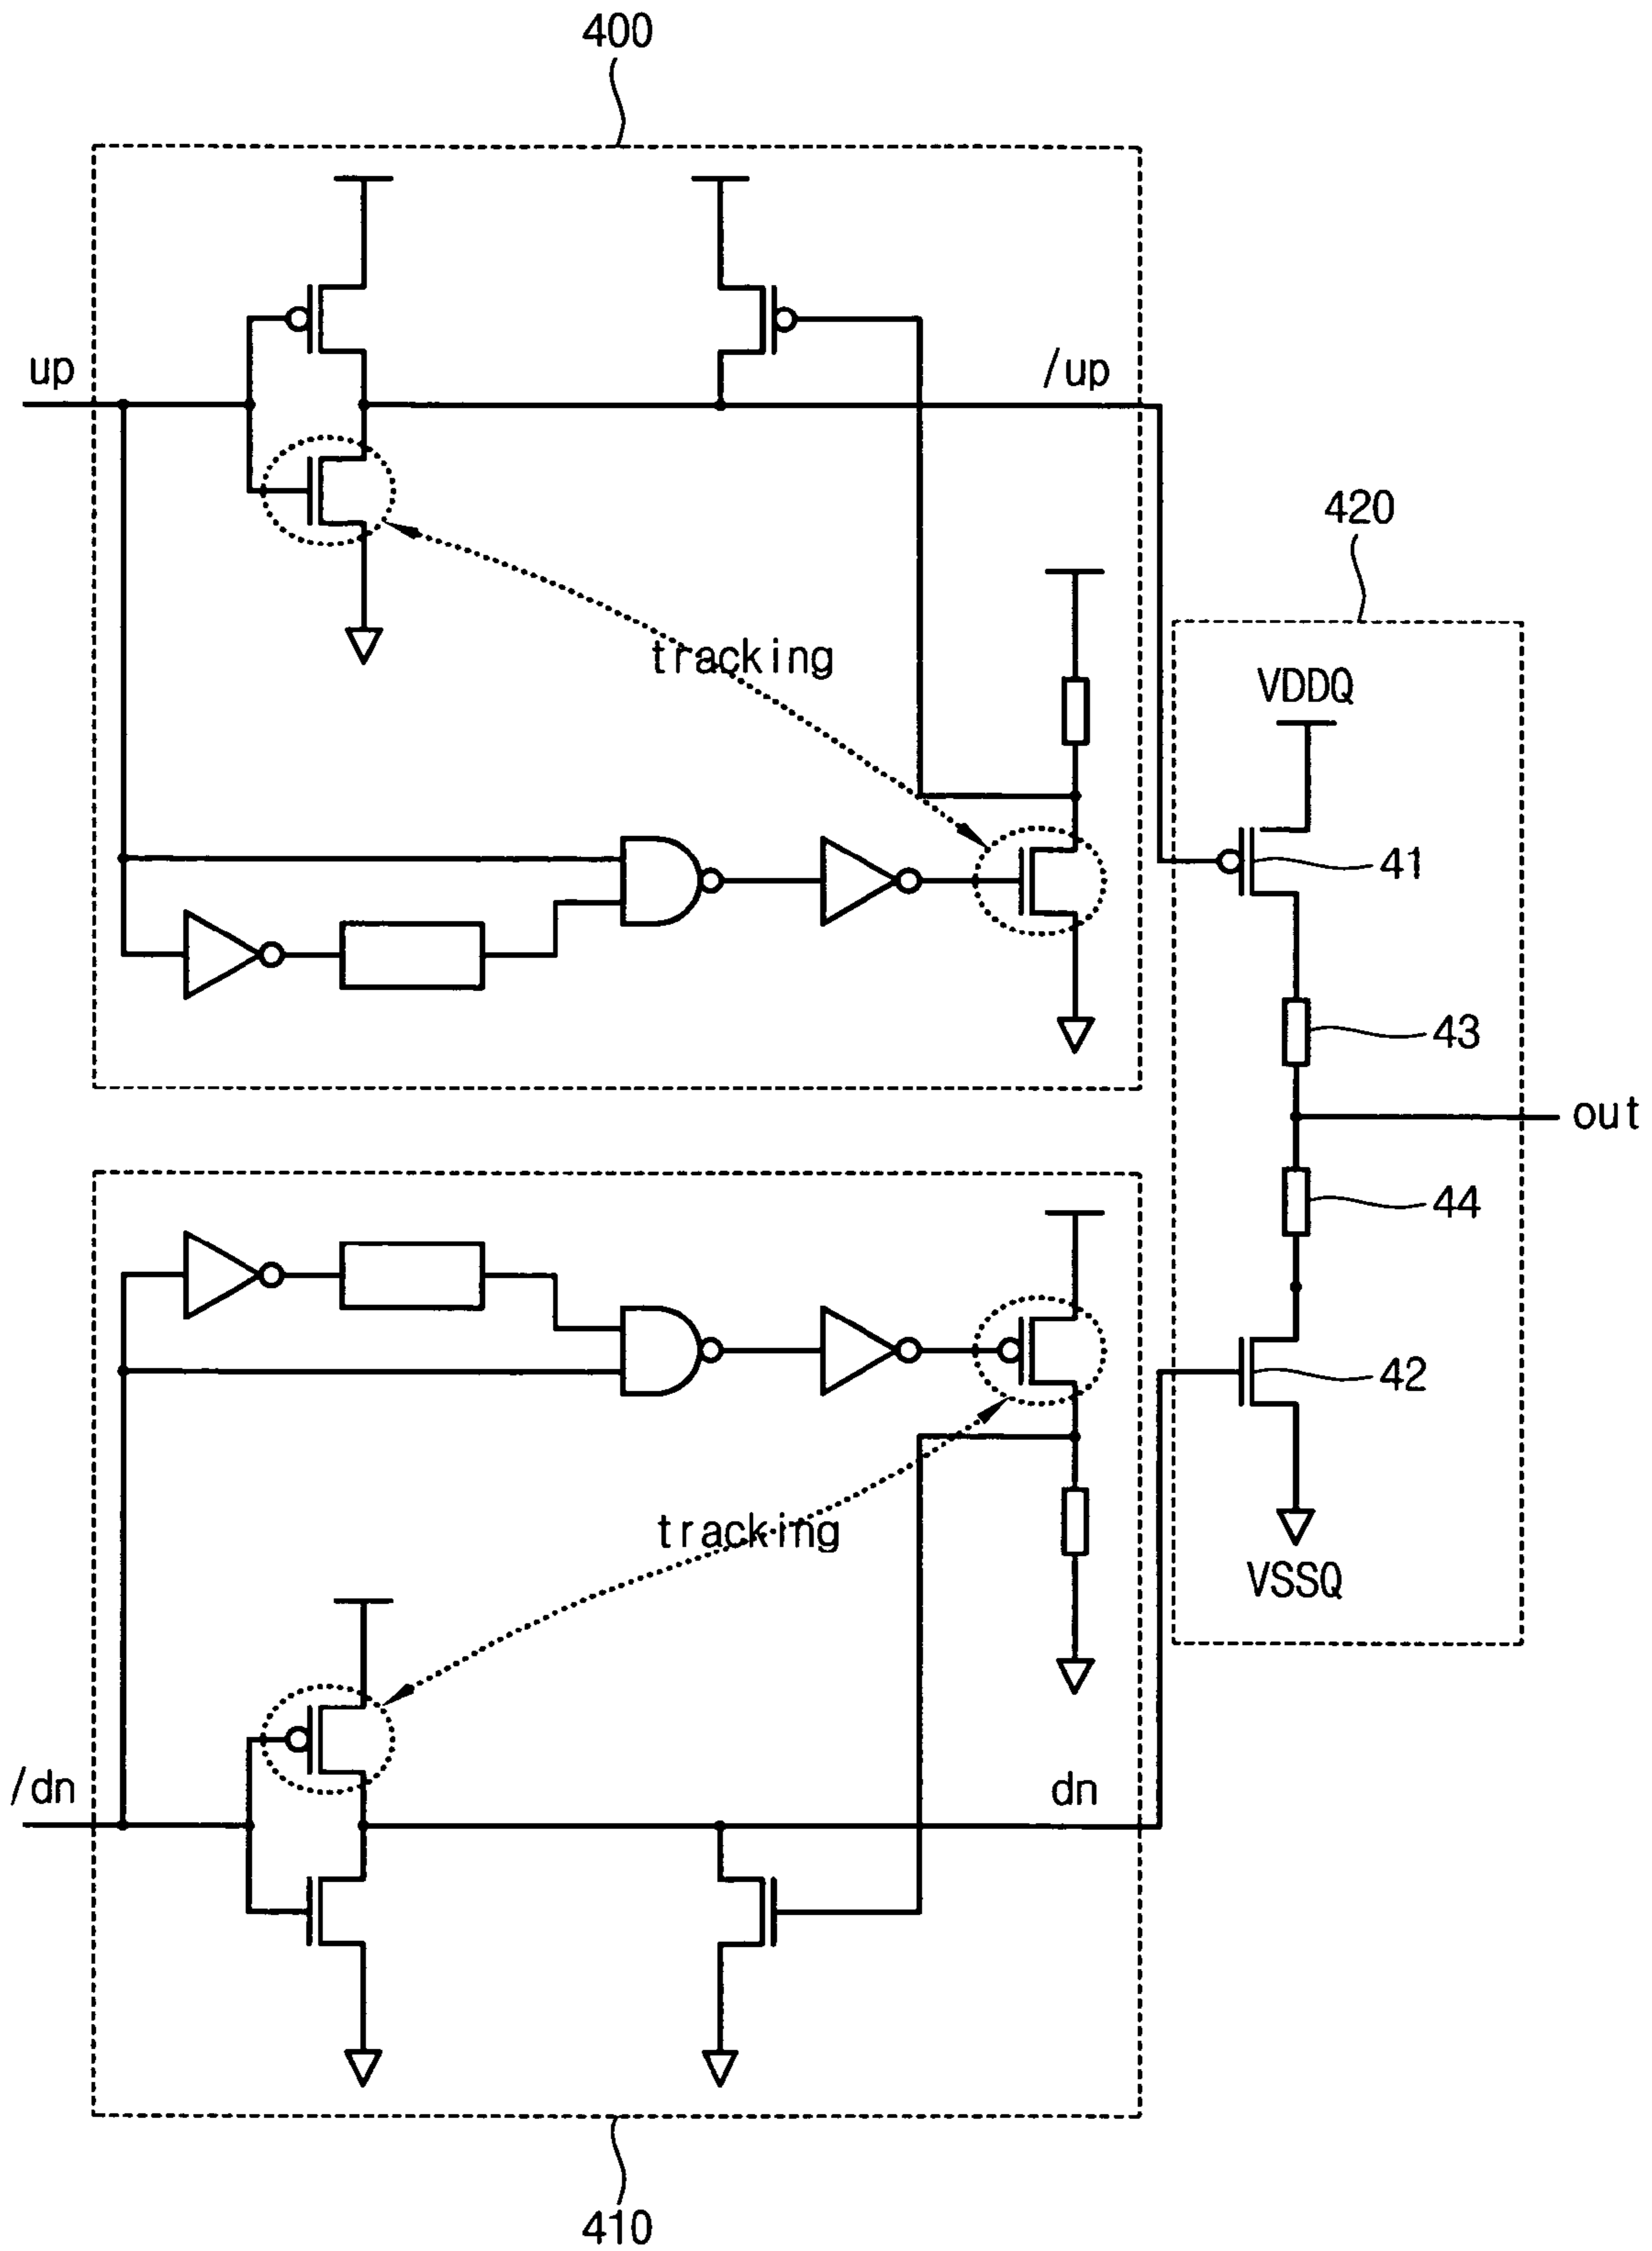 400
up
/up
420
tracking
VDDQ
41
43
out
44
42
tracking
VSSQ
/dn
dn
410